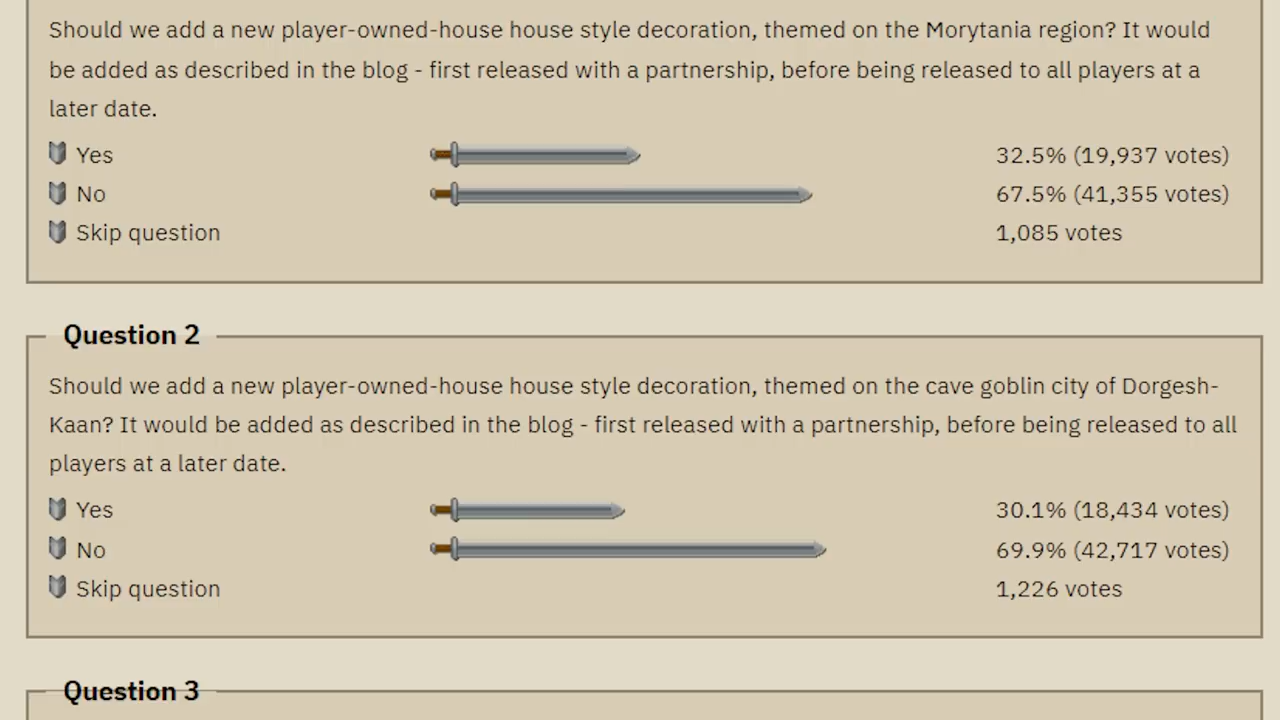 Should we add a new player-owned-house house style decoration, themed on the Morytania region? It would
be added as described in the blog - first released with a partnership, before being released to all players at a
later date.
Yes 32.5% (19,937 votes)
No 67.5% (41,355 votes)
Skip question 1,085 votes
Question 2
Should we add a new player-owned-house house style decoration, themed on the cave goblin city of Dorgesh-
Kaan? It would be added as described in the blog - first released with a partnership, before being released to all
players at a later date.
Yes 30.1% (18,434 votes)
No 69.9% (42,717 votes)
Skip question 1,226 votes
Question 3